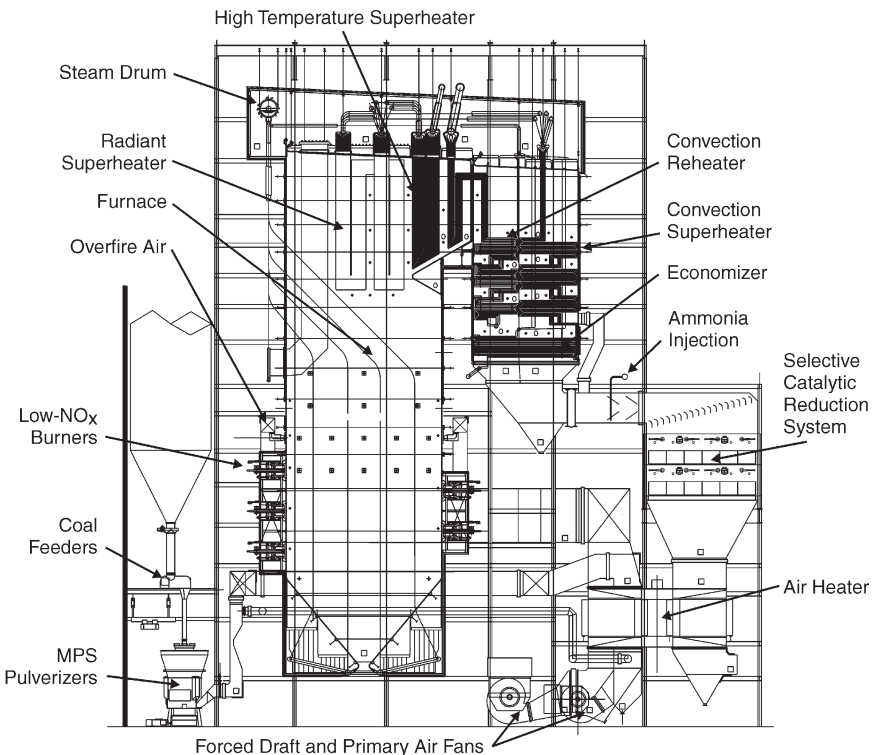 High Temperature Superheater
Steam Drum
Radiant
Superheater
Furnace
Overfire Air
Low-NOx
Burners
Coal
Feeders
MPS
Pulverizers
Convection
Reheater
Convection
Superheater
Economizer
Ammonia
Injection
Selective
Catalytic
Reduction
System
Air Heater
Forced Draft and Primary Air Fans